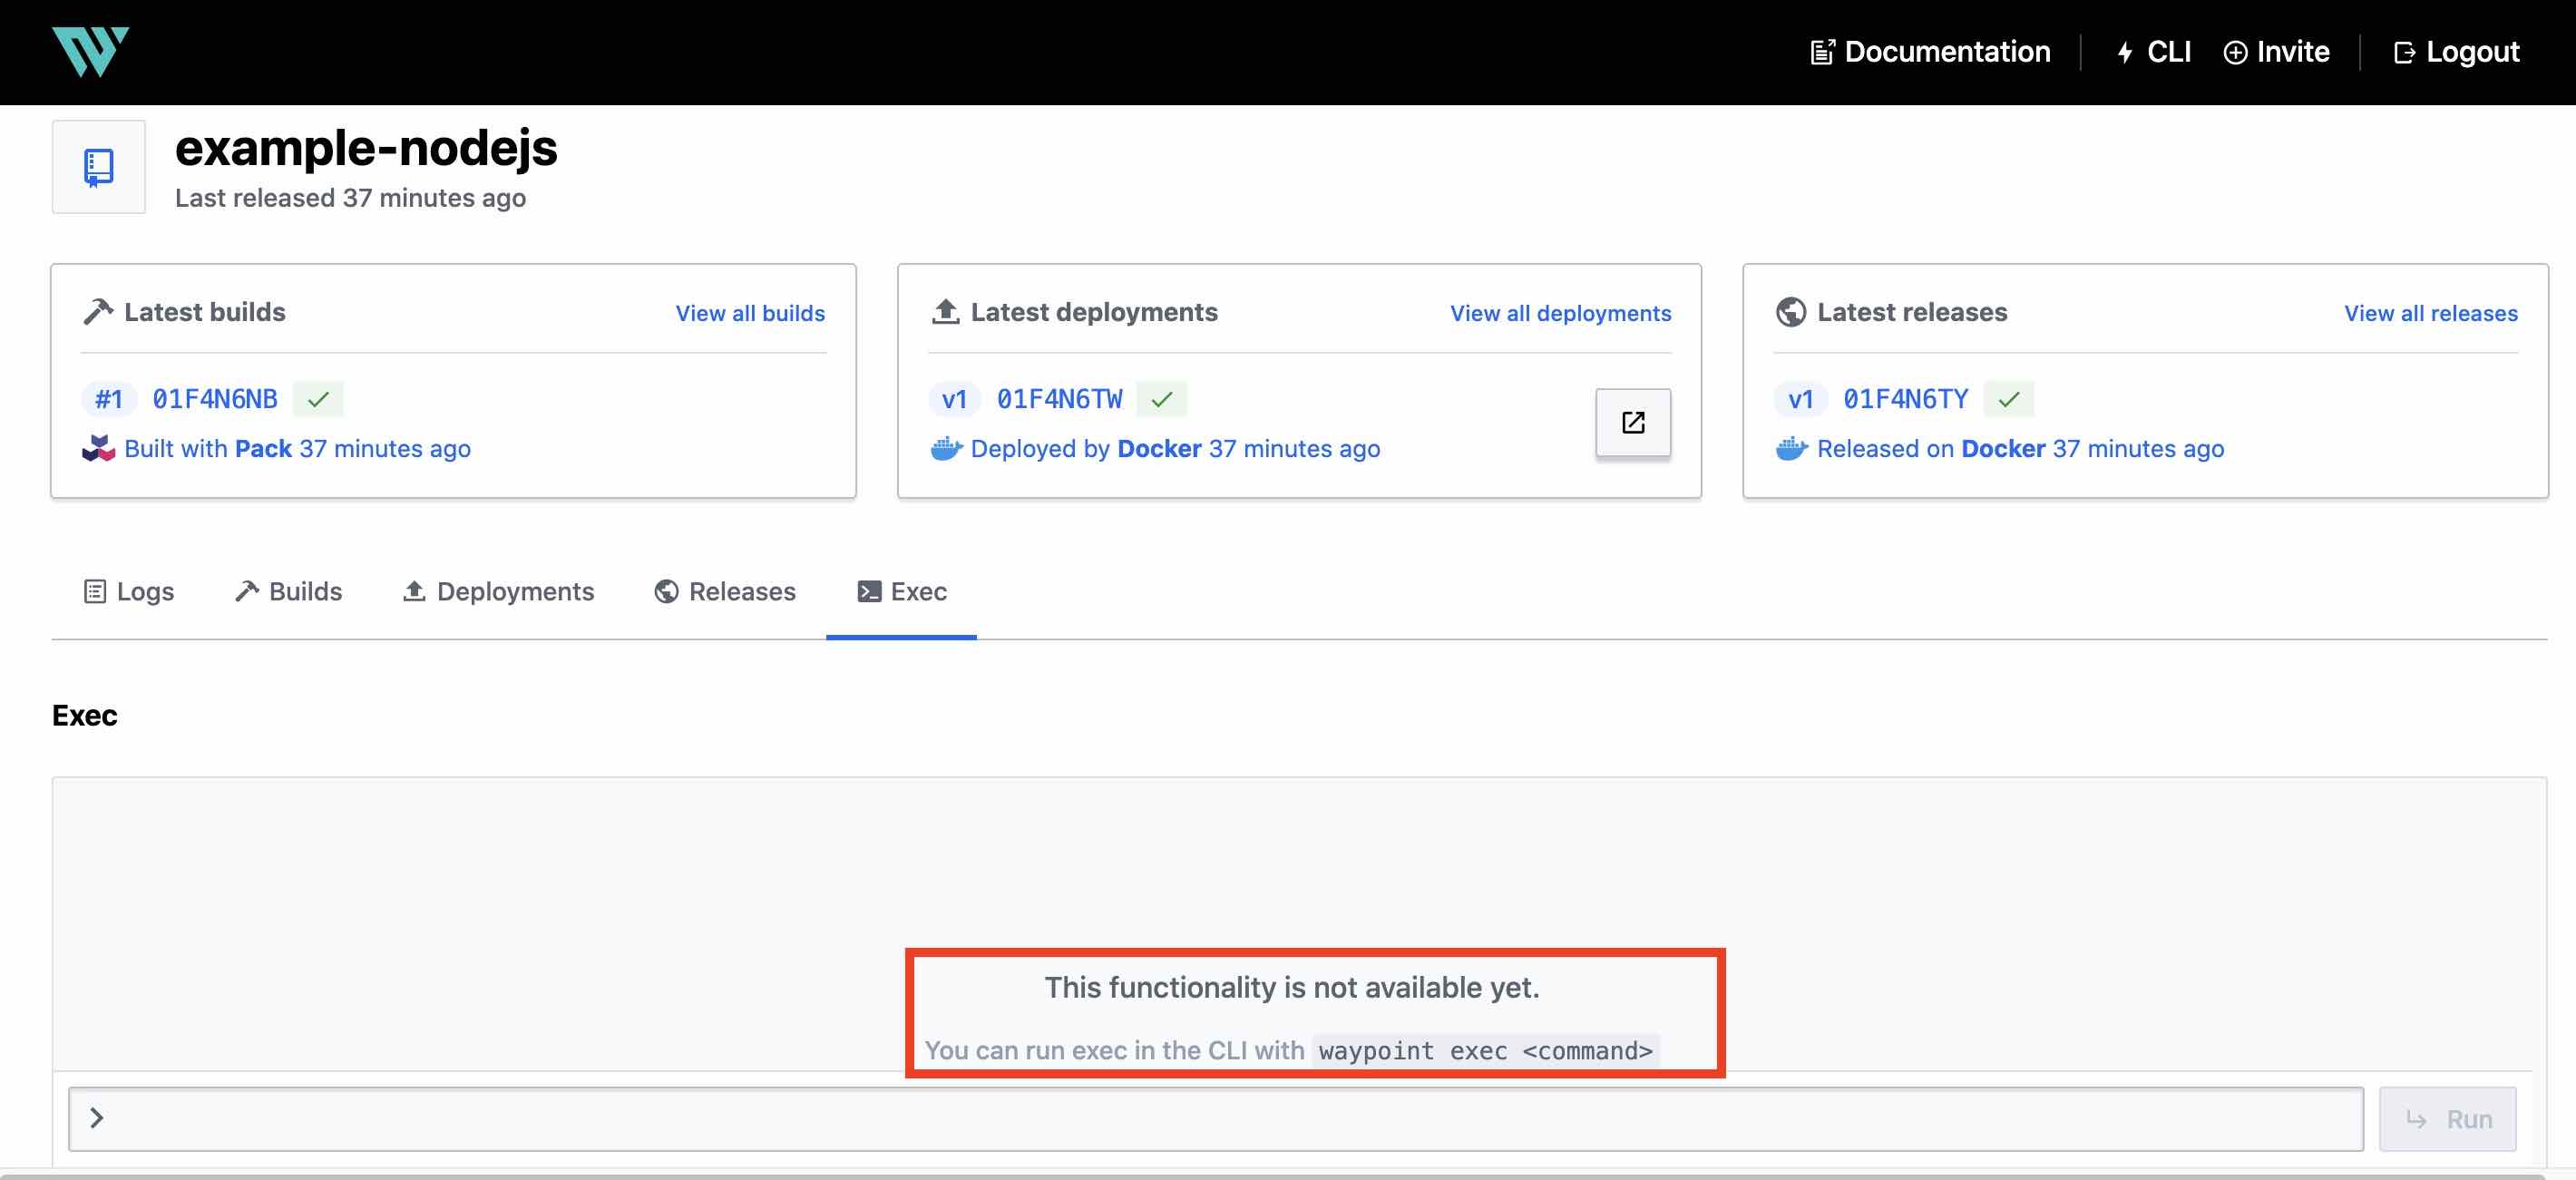 Documentation
CLI
Invite
Logout
example-nodejs
Last released 37 minutes ago
Latest builds
View all builds
#1 01F4N6NB
Built with Pack 37 minutes ago
Latest deployments
View all deployments
v1 01F4N6TW
Deployed by Docker 37 minutes ago
Latest releases
View all releases
v1 01F4N6TY
Released on Docker 37 minutes ago
Logs
Builds
Deployments
Releases
Exec
Exec
This functionality is not available yet.
You can run exec in the CLI with waypoint exec <command>
Run